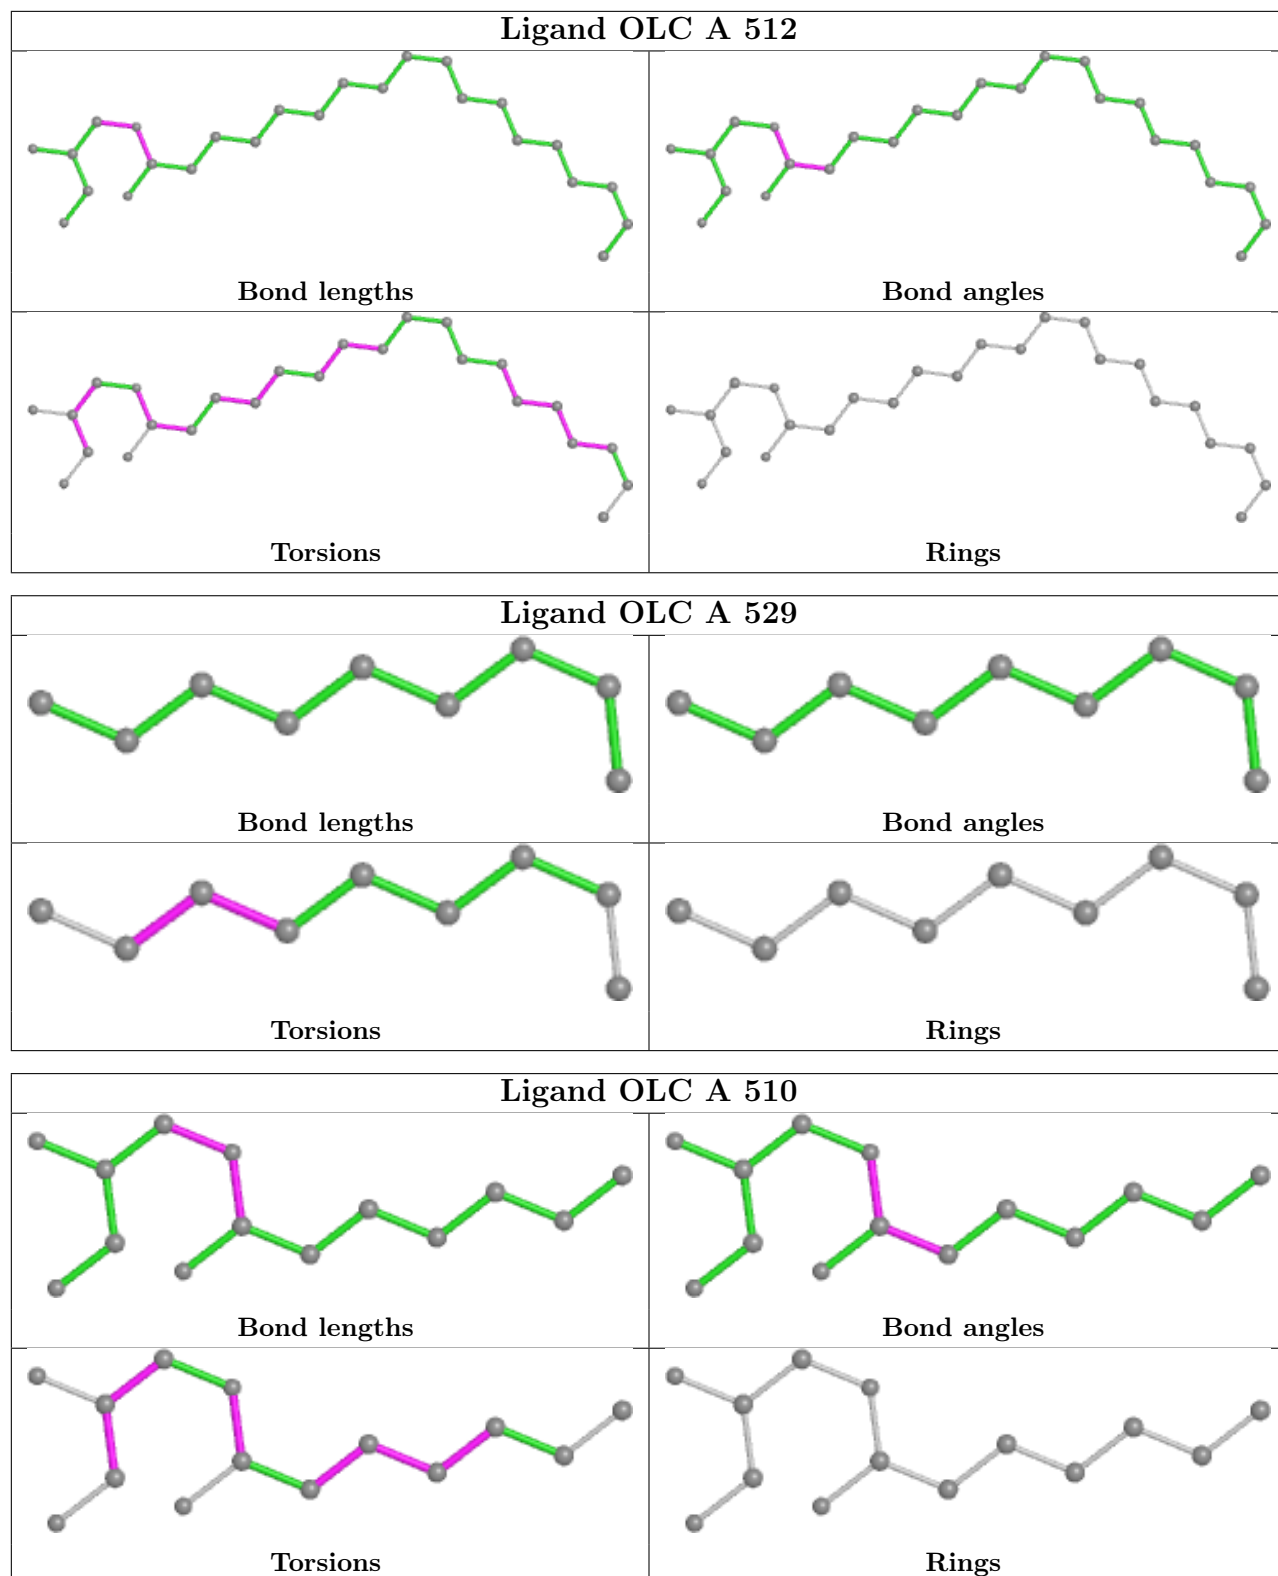 Ligand OLC A 512
Bond lengths
Bond angles
Torsions
Rings
Ligand OLC A 529
Bond lengths
Bond angles
Torsions
Rings
Ligand OLC A 510
Bond lengths
Bond angles
Torsions
Rings